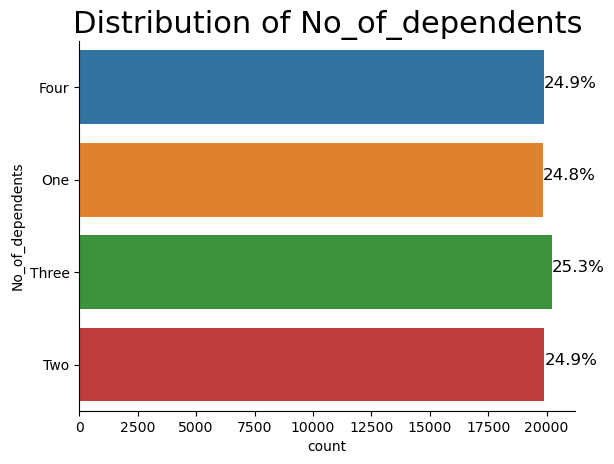 Distribution of No_of_dependents
No_of_dependents
Four
24.9%
One
24.8%
Three
25.3%
Two
24.9%
0 2500 5000 7500 10000 12500 15000 17500 20000
count